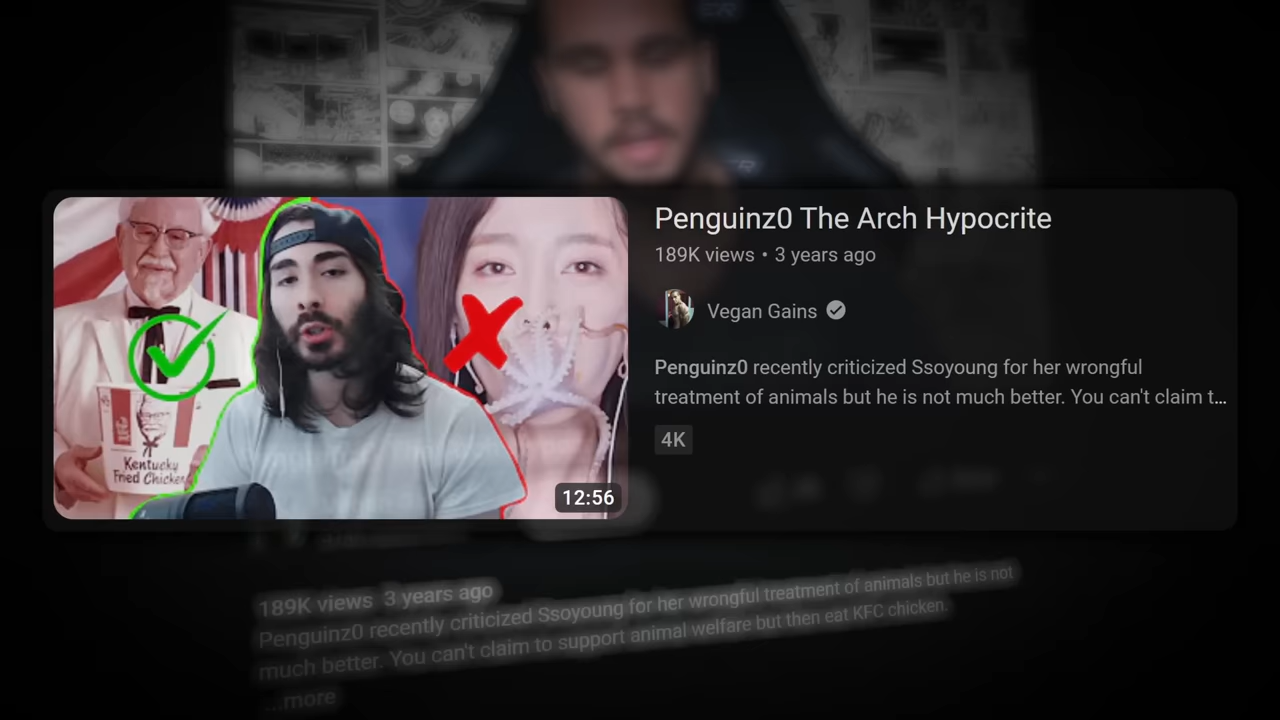 Penguinz0 The Arch Hypocrite
189K views • 3 years ago
Vegan Gains
Penguinz0 recently criticized Ssoyoung for her wrongful
treatment of animals but he is not much better. You can't claim t...
4K
Kentucky
Fried Chicken
12:56
189K views 3 years ago
Penguinz0 recently criticized Ssoyoung for her wrongful treatment of animals but he is not
much better. You can't claim to support animal welfare but then eat KFC chicken.
...more